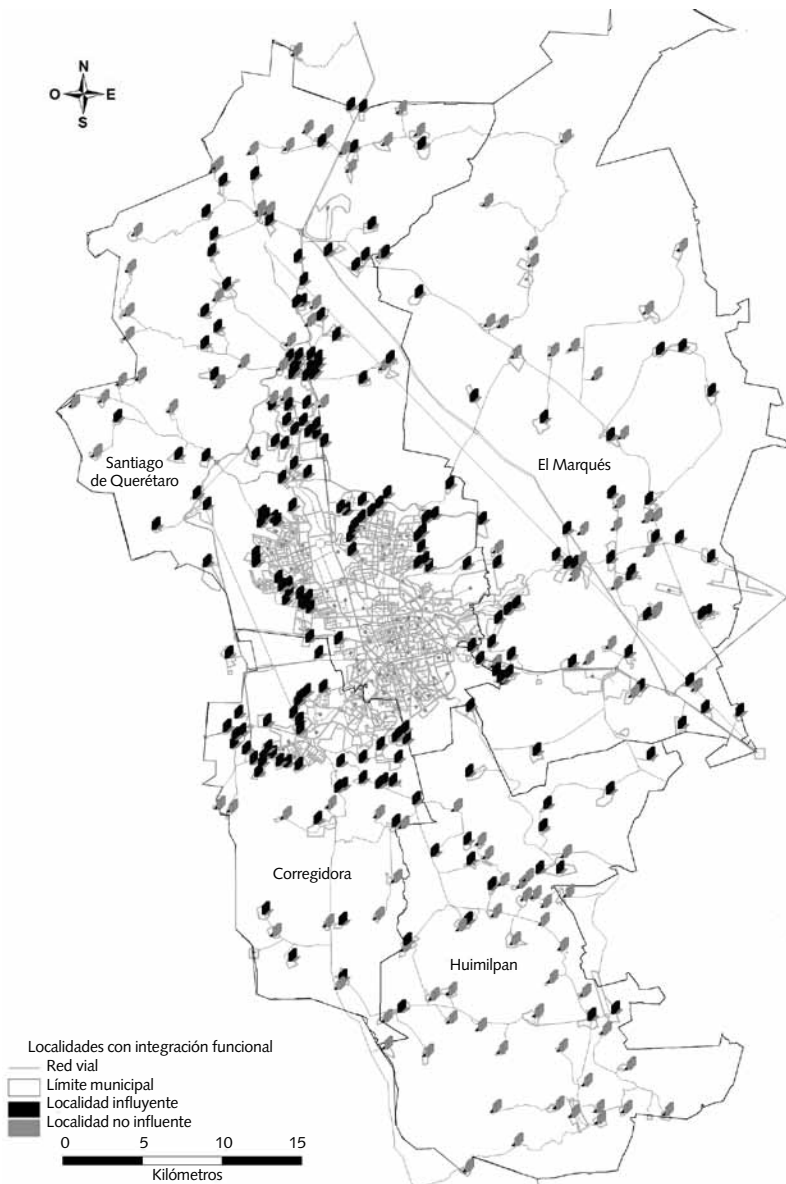 N
O
E
S
Santiago
de Querétaro
El Marqués
Corregidora
Huimilpan
Localidades con integración funcional
Red vial
Límite municipal
Localidad influyente
Localidad no influente
0 5 10 15
Kilómetros